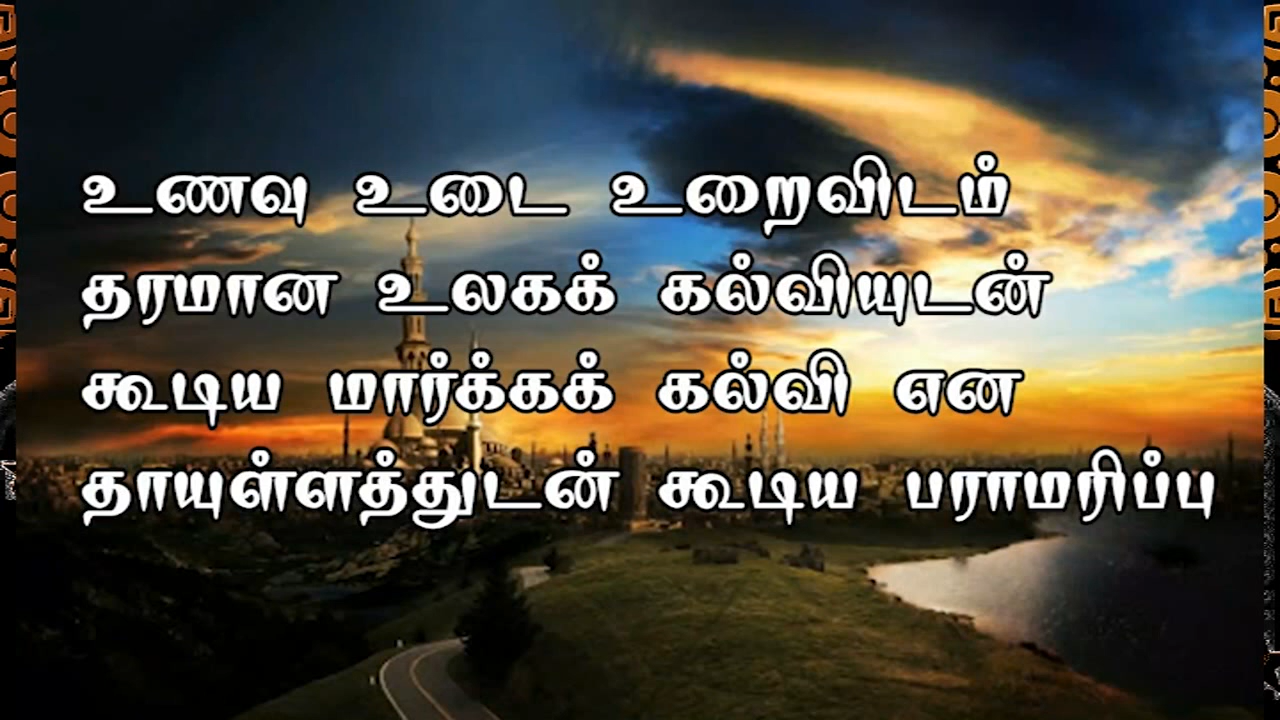 உணவு உடை உறைவிடம்
தரமான உலகக் கல்வியுடன்
கூடிய மார்க்கக் கல்வி என
தாயுள்ளத்துடன் கூடிய பராமரிப்பு